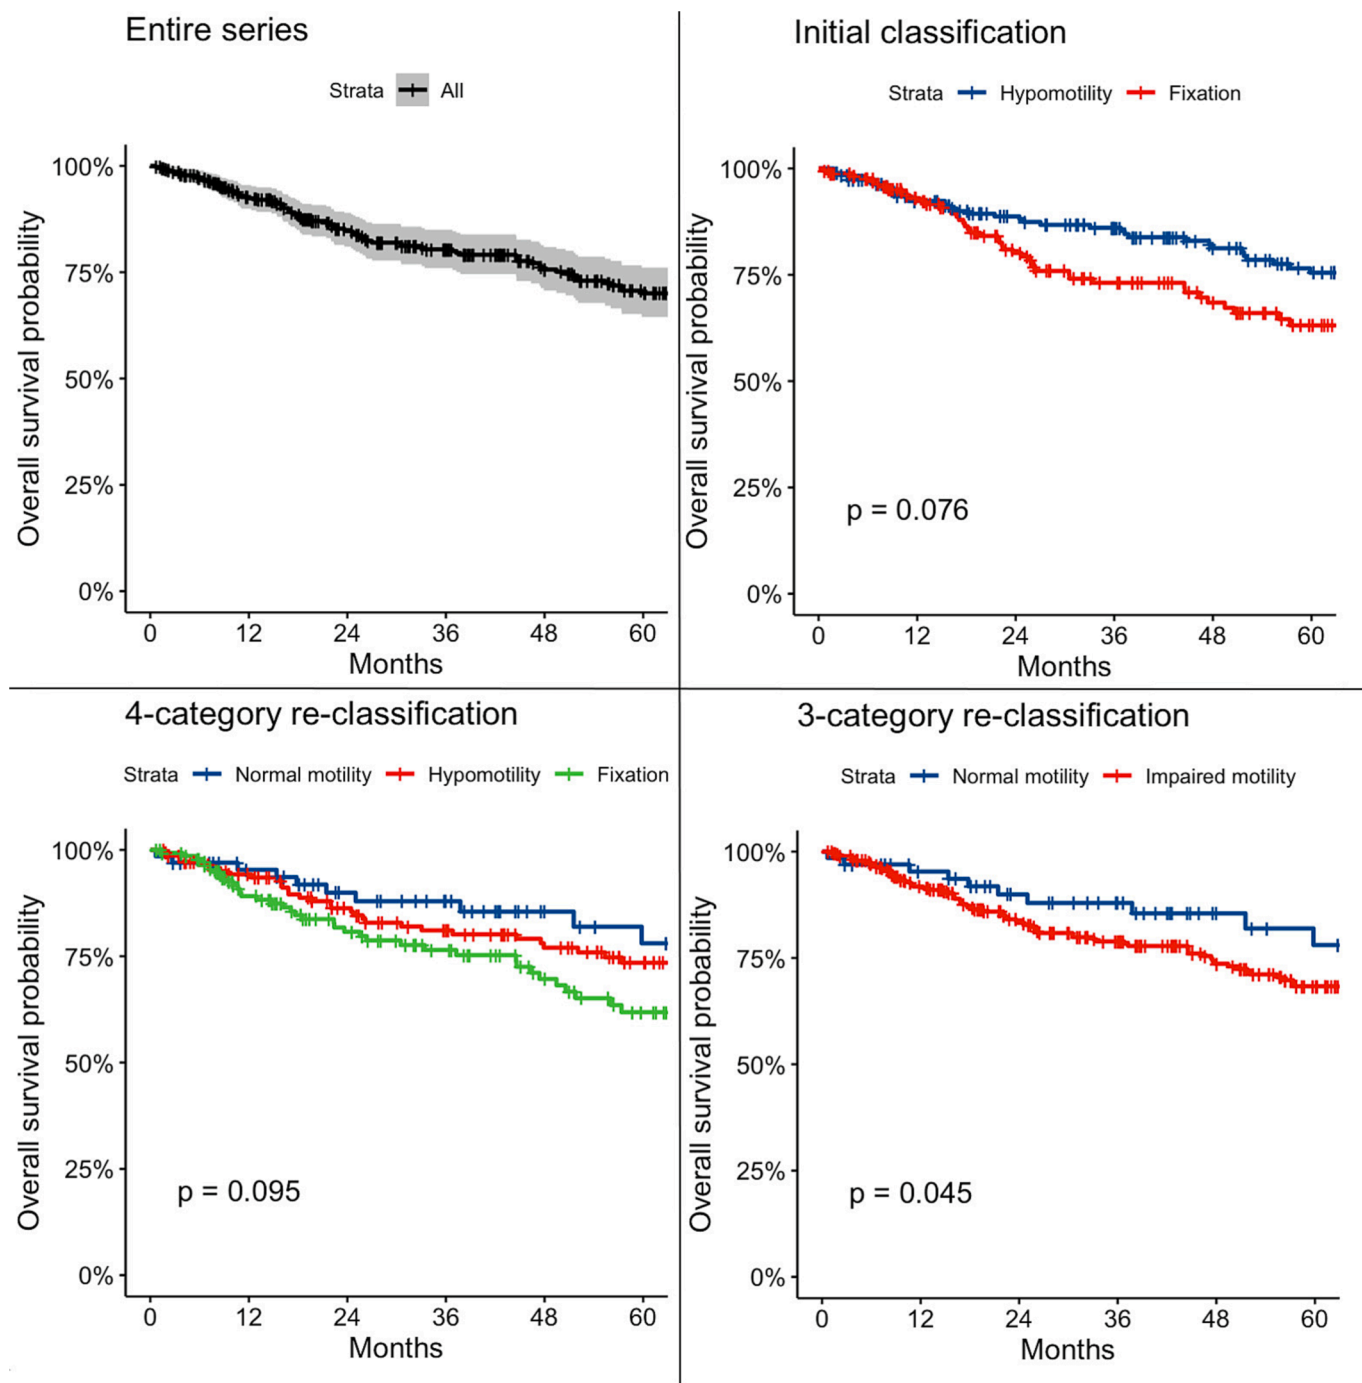 Entire series
Strata All
100%
75%
50%
25%
0%
Overall survival probability
0 12 24 36 48 60
Months
Initial classification
Strata Hypomotility Fixation
100%
75%
50%
25%
0%
Overall survival probability
p = 0.076
0 12 24 36 48 60
Months
4-category re-classification
Strata Normal motility Hypomotility Fixation
100%
75%
50%
25%
0%
Overall survival probability
p = 0.095
0 12 24 36 48 60
Months
3-category re-classification
Strata Normal motility Impaired motility
100%
75%
50%
25%
0%
Overall survival probability
p = 0.045
0 12 24 36 48 60
Months